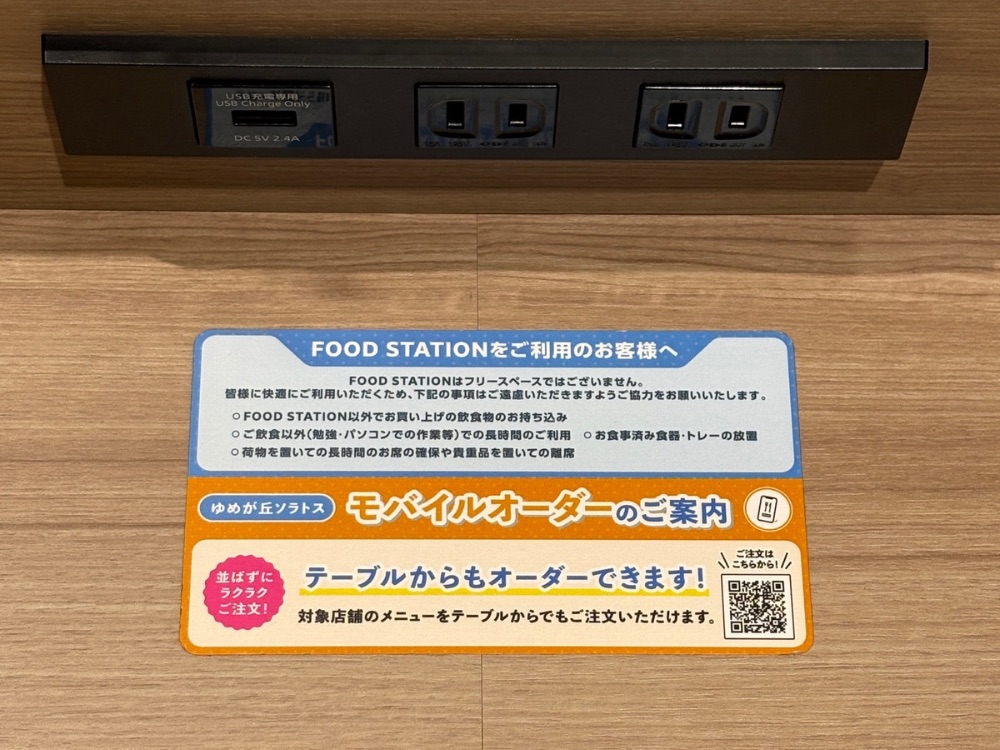 USB充電専用
USB Charge Only
DC 5V 2.4A
FOOD STATIONをご利用のお客様へ
FOOD STATIONはフリースペースではございません。
皆様に快適にご利用いただくため、下記の事項はご遠慮いただきますようご協力をお願いいたします。
○FOOD STATION以外でお買い上げの飲食物のお持ち込み
○ご飲食以外(勉強・パソコンでの作業等)での長時間のご利用 ○お食事済み食器・トレーの放置
○荷物を置いての長時間のお席の確保や貴重品を置いての離席
ゆめが丘ソラトス モバイルオーダーのご案内
並ばずに
ラクラク
ご注文!
テーブルからもオーダーできます!
対象店舗のメニューをテーブルからでもご注文いただけます。
ご注文は
こちらから!